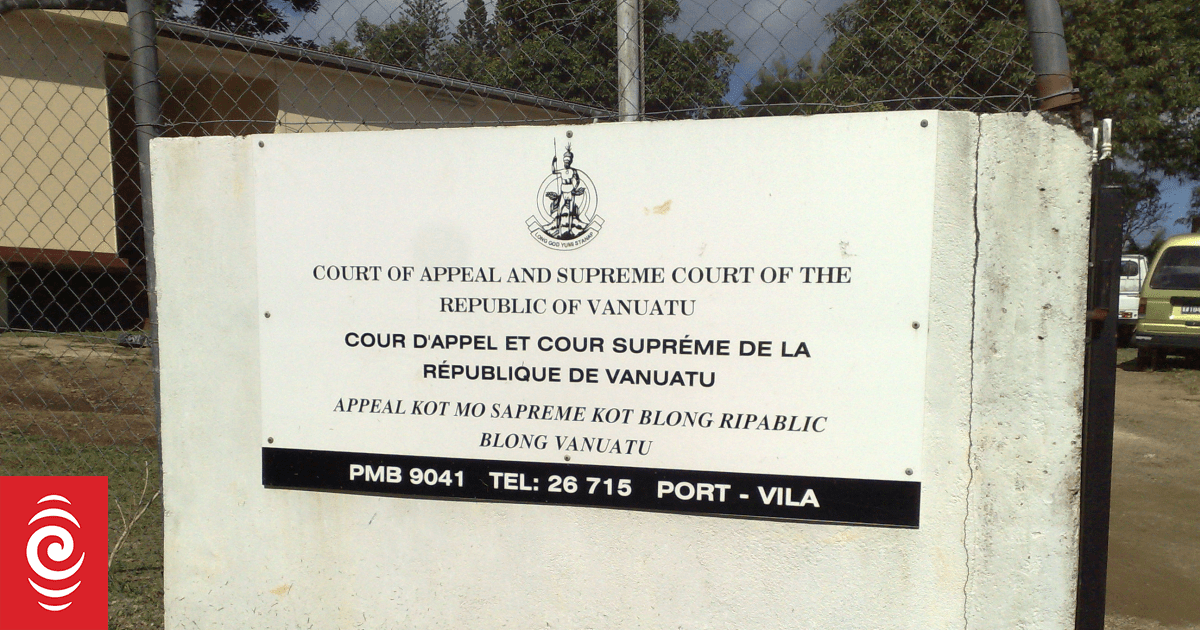 LONG GOD YUMI STANAP
COURT OF APPEAL AND SUPREME COURT OF THE
REPUBLIC OF VANUATU
COUR D'APPEL ET COUR SUPRÉME DE LA
RÉPUBLIQUE DE VANUATU
APPEAL KOT MO SAPREME KOT BLONG RIPABLIC
BLONG VANUATU
PMB 9041 TEL: 26 715 PORT - VILA